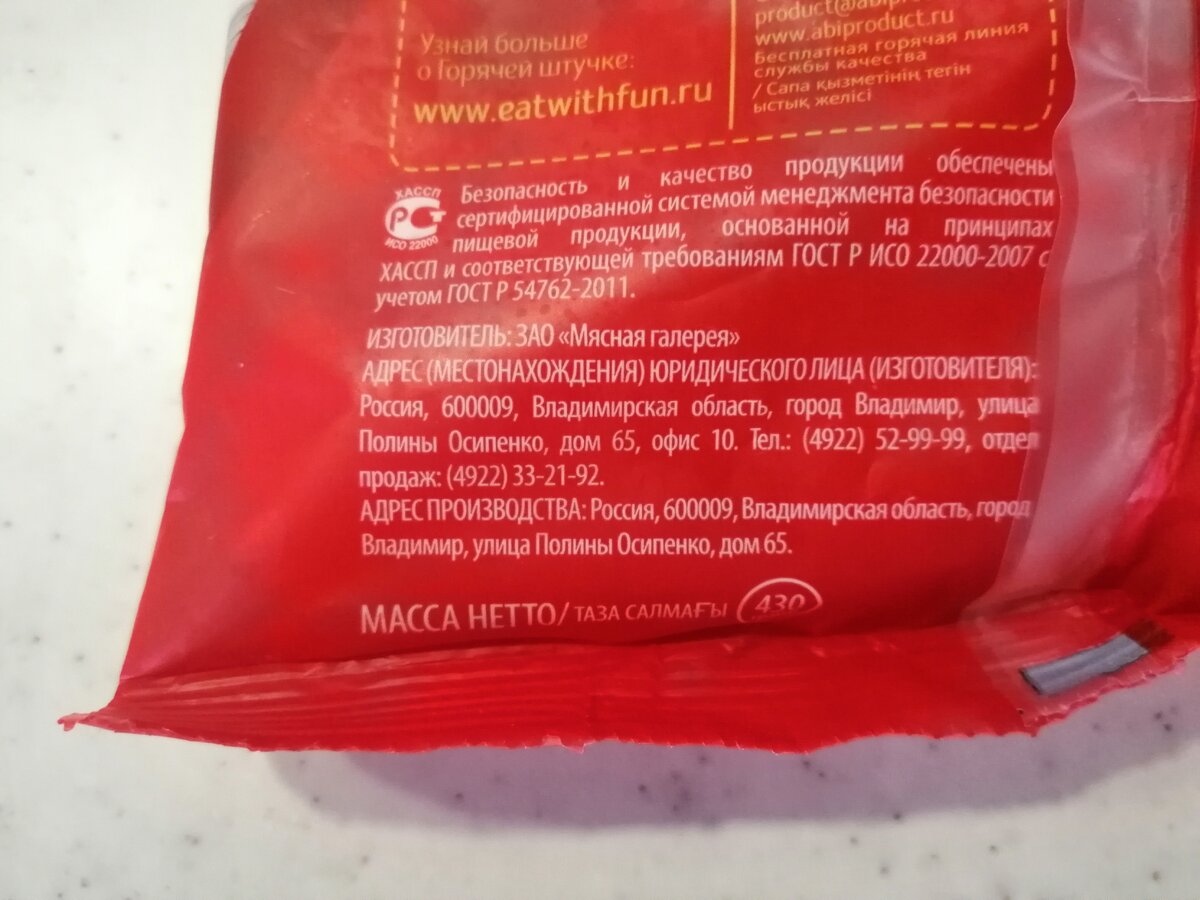 Узнай больше
о Горячей штучке:
www.eatwithfun.ru
product@abiproduct.ru
www.abiproduct.ru
Бесплатная горячая линия
службы качества
/ Сапа қызметінің тегін
ыстық желісі
ХАССП
РСТ
ИСО 22000
Безопасность и качество продукции обеспечены
сертифицированной системой менеджмента безопасности
пищевой продукции, основанной на принципах
ХАССП и соответствующей требованиям ГОСТ Р ИСО 22000-2007 с
учетом ГОСТ Р 54762-2011.
ИЗГОТОВИТЕЛЬ: ЗАО «Мясная галерея»
АДРЕС (МЕСТОНАХОЖДЕНИЯ) ЮРИДИЧЕСКОГО ЛИЦА (ИЗГОТОВИТЕЛЯ):
Россия, 600009, Владимирская область, город Владимир, улица
Полины Осипенко, дом 65, офис 10. Тел.: (4922) 52-99-99, отдел
продаж: (4922) 33-21-92.
АДРЕС ПРОИЗВОДСТВА: Россия, 600009, Владимирская область, город
Владимир, улица Полины Осипенко, дом 65.
МАССА НЕТТО/ ТАЗА САЛМАҒЫ 430